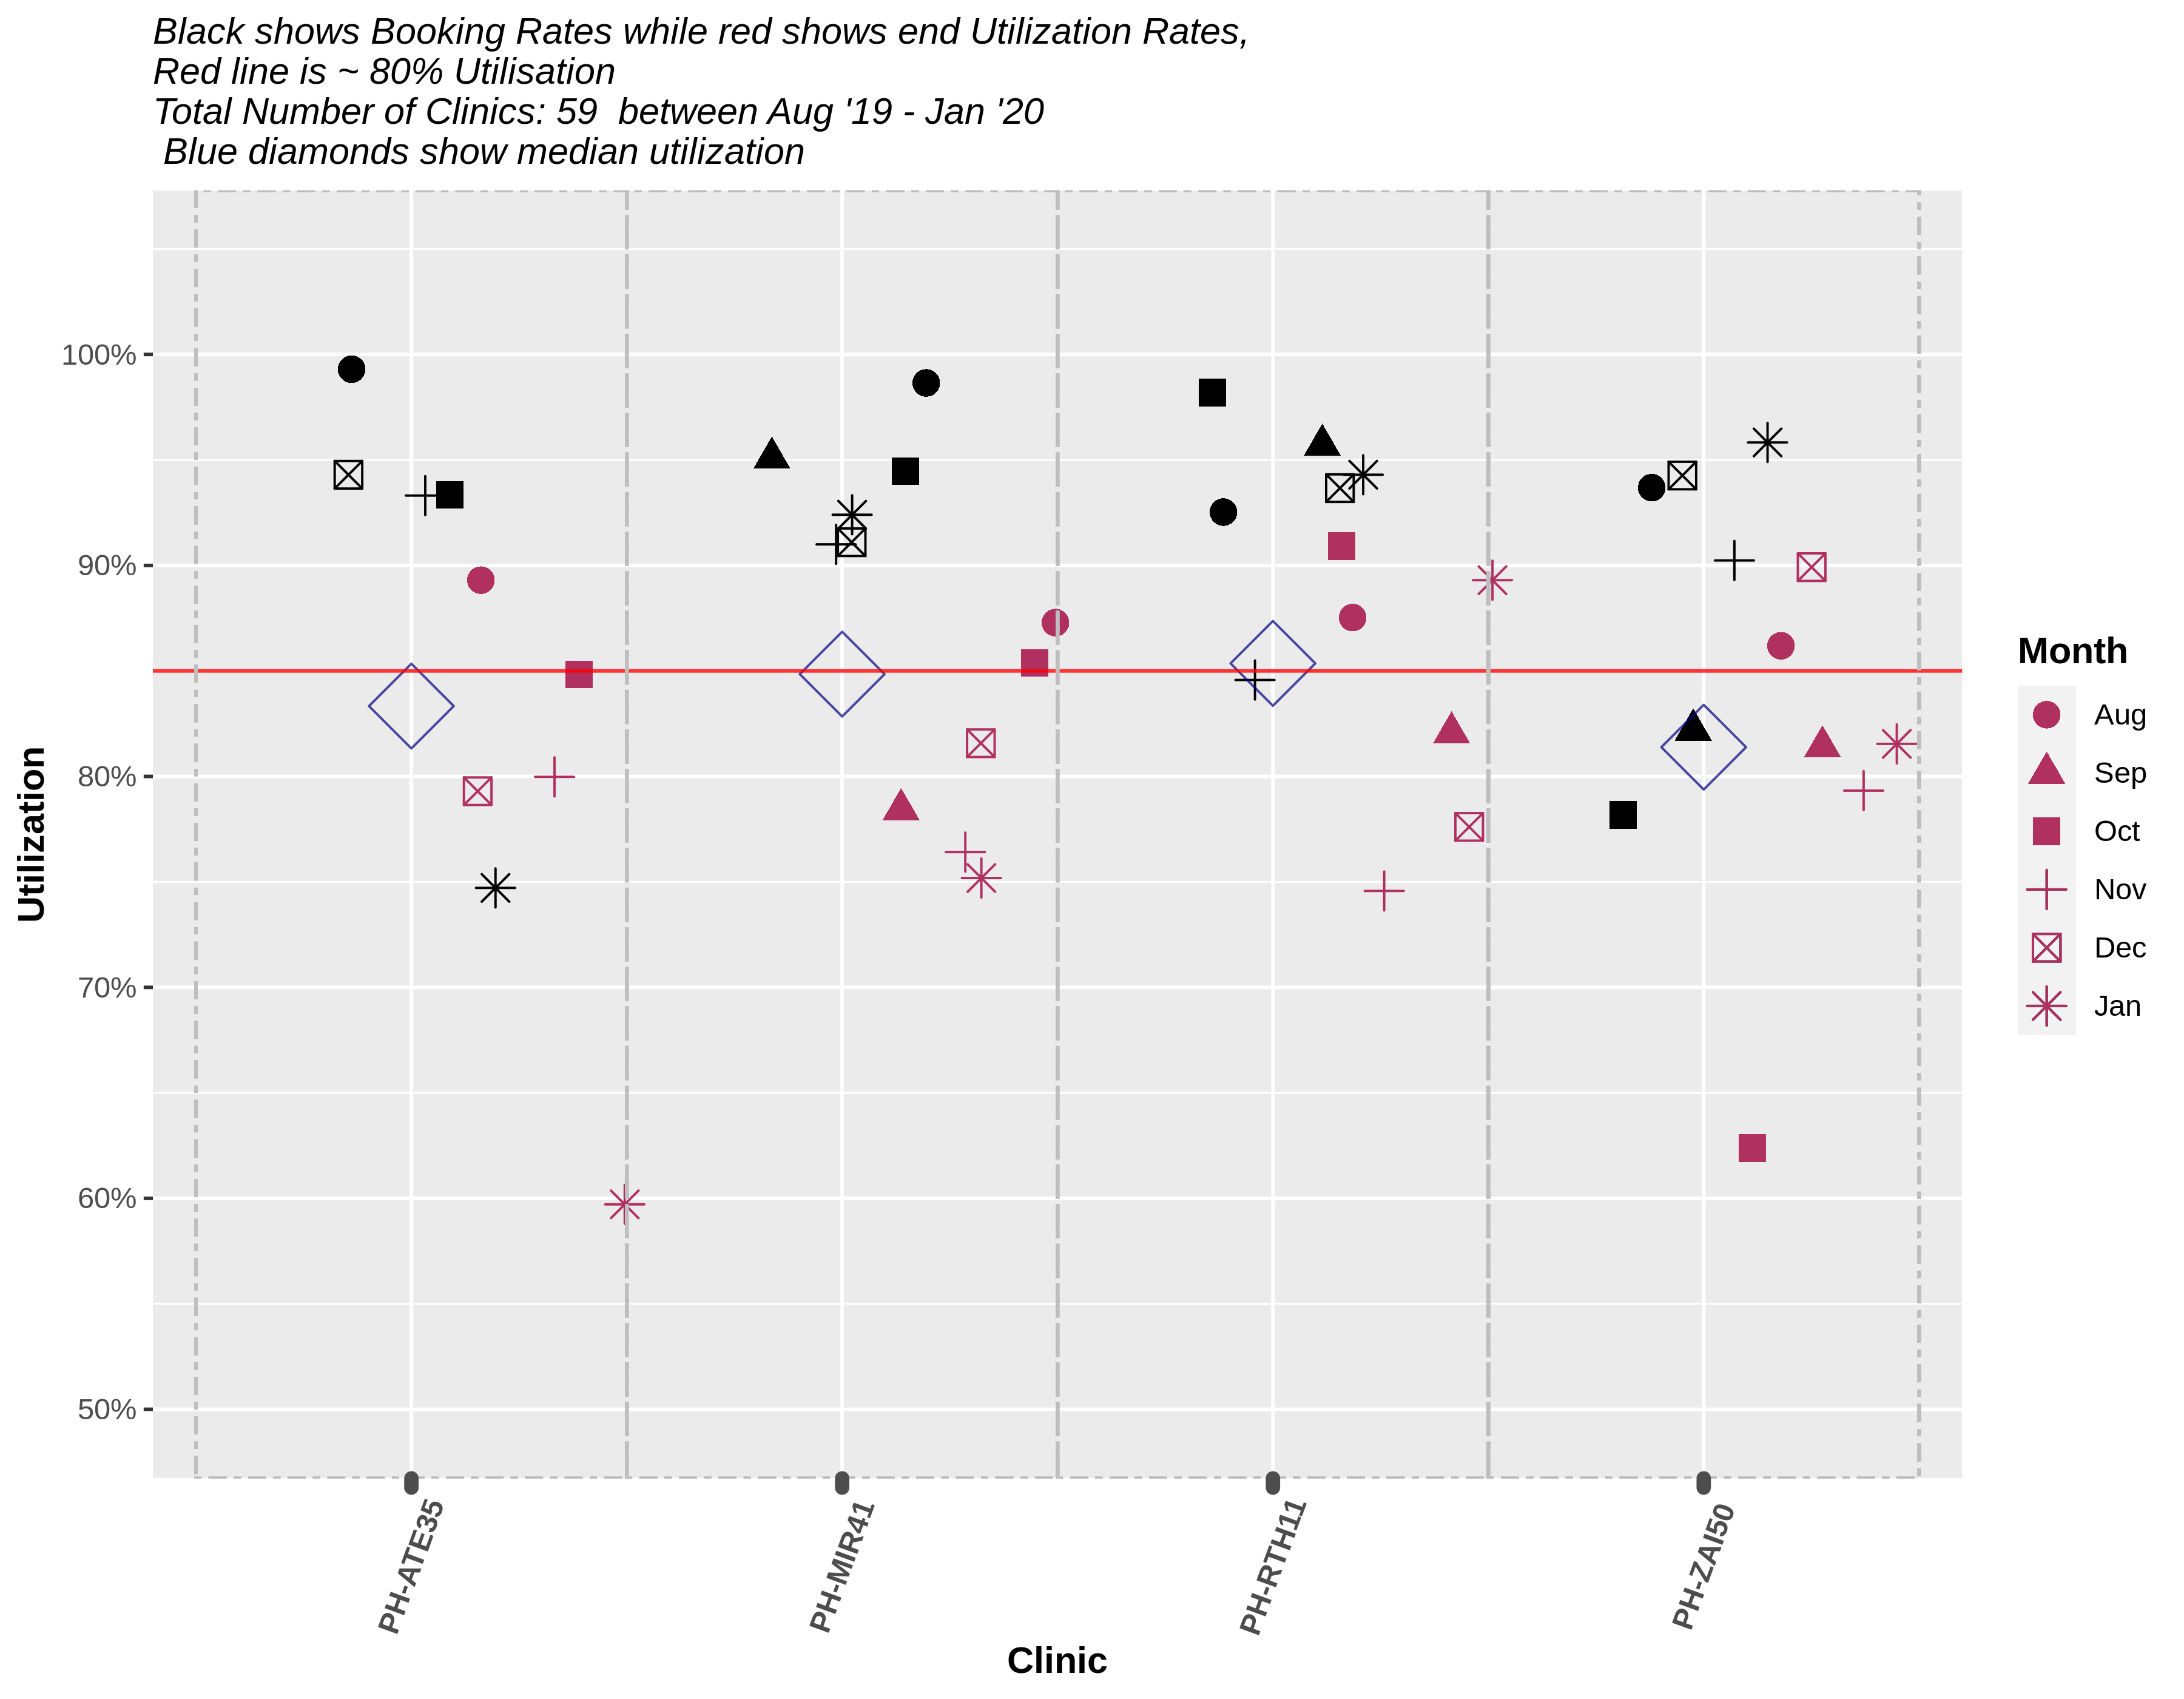 Black shows Booking Rates while red shows end Utilization Rates,
Red line is ~ 80% Utilisation
Total Number of Clinics: 59  between Aug '19 - Jan '20
Blue diamonds show median utilization
100%
90%
80%
70%
60%
50%
Utilization
PH-ATE35
PH-MIR41
PH-RTH11
PH-ZAI50
Clinic
Month
Aug
Sep
Oct
Nov
Dec
Jan